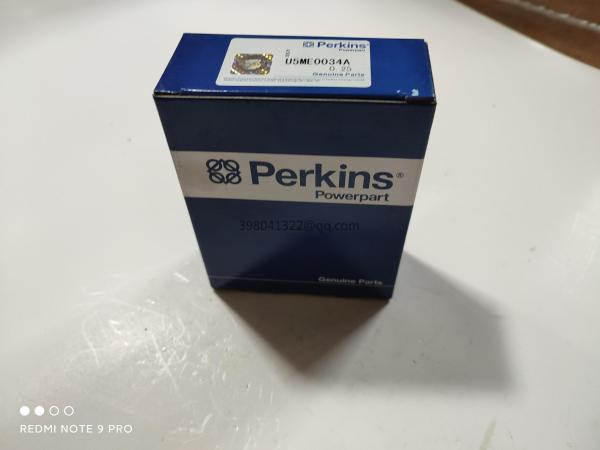 Perkins
Powerpart
U5ME0034A
0.25
Genuine Parts
Perkins®
Powerpart
398041322@qq.com
Genuine Parts
REDMI NOTE 9 PRO